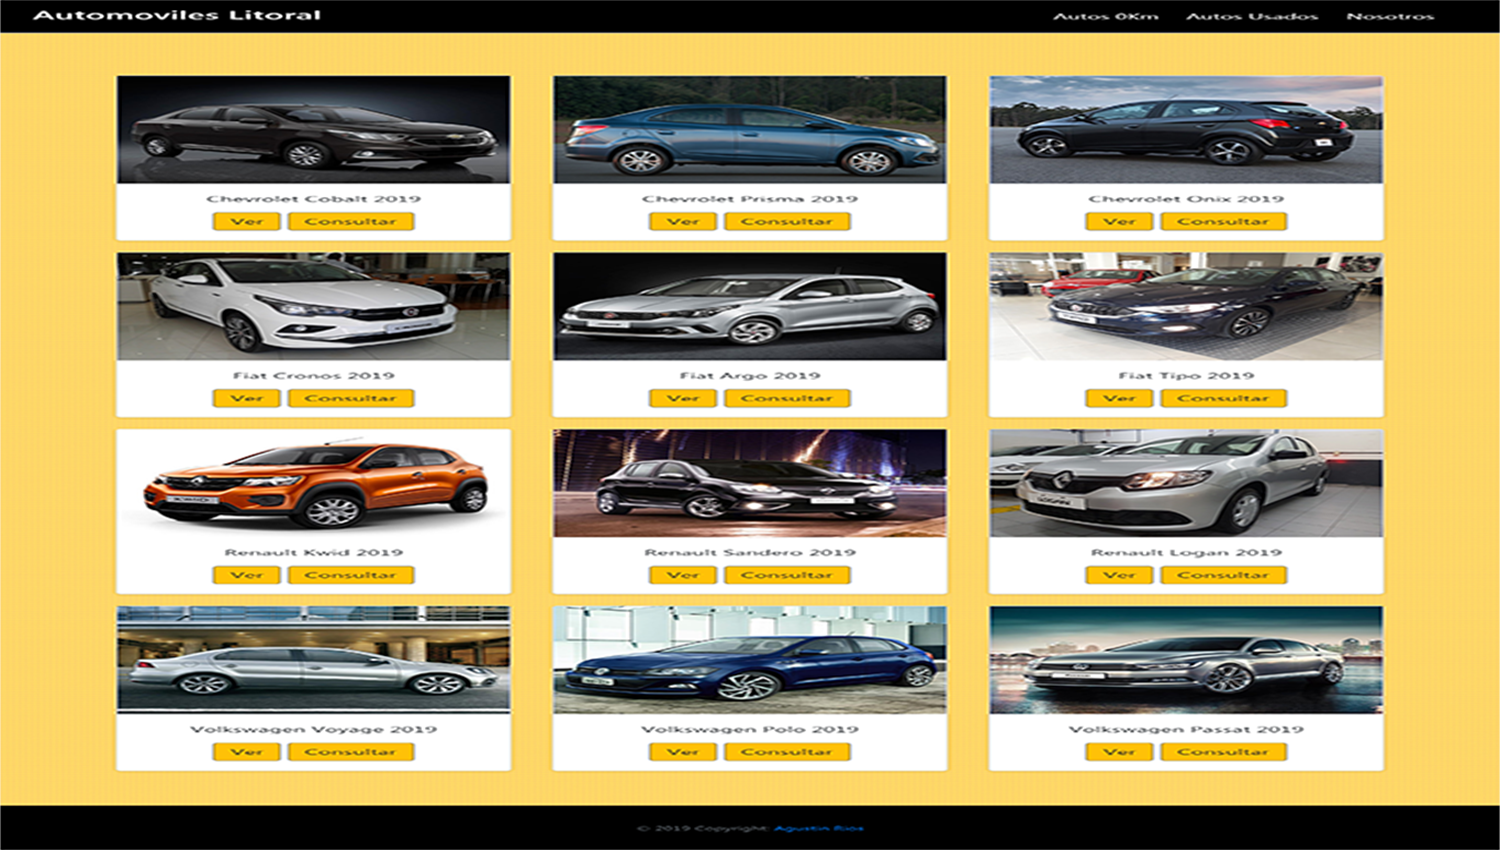 Automoviles Litoral
Autos 0Km Autos Usados Nosotros
Chevrolet Cobalt 2019
Ver Consultar
Chevrolet Prisma 2019
Ver Consultar
Chevrolet Onix 2019
Ver Consultar
Fiat Cronos 2019
Ver Consultar
Fiat Argo 2019
Ver Consultar
Fiat Tipo 2019
Ver Consultar
Renault Kwid 2019
Ver Consultar
Renault Sandero 2019
Ver Consultar
Renault Logan 2019
Ver Consultar
Volkswagen Voyage 2019
Ver Consultar
Volkswagen Polo 2019
Ver Consultar
Volkswagen Passat 2019
Ver Consultar
© 2019 Copyright: Agustin